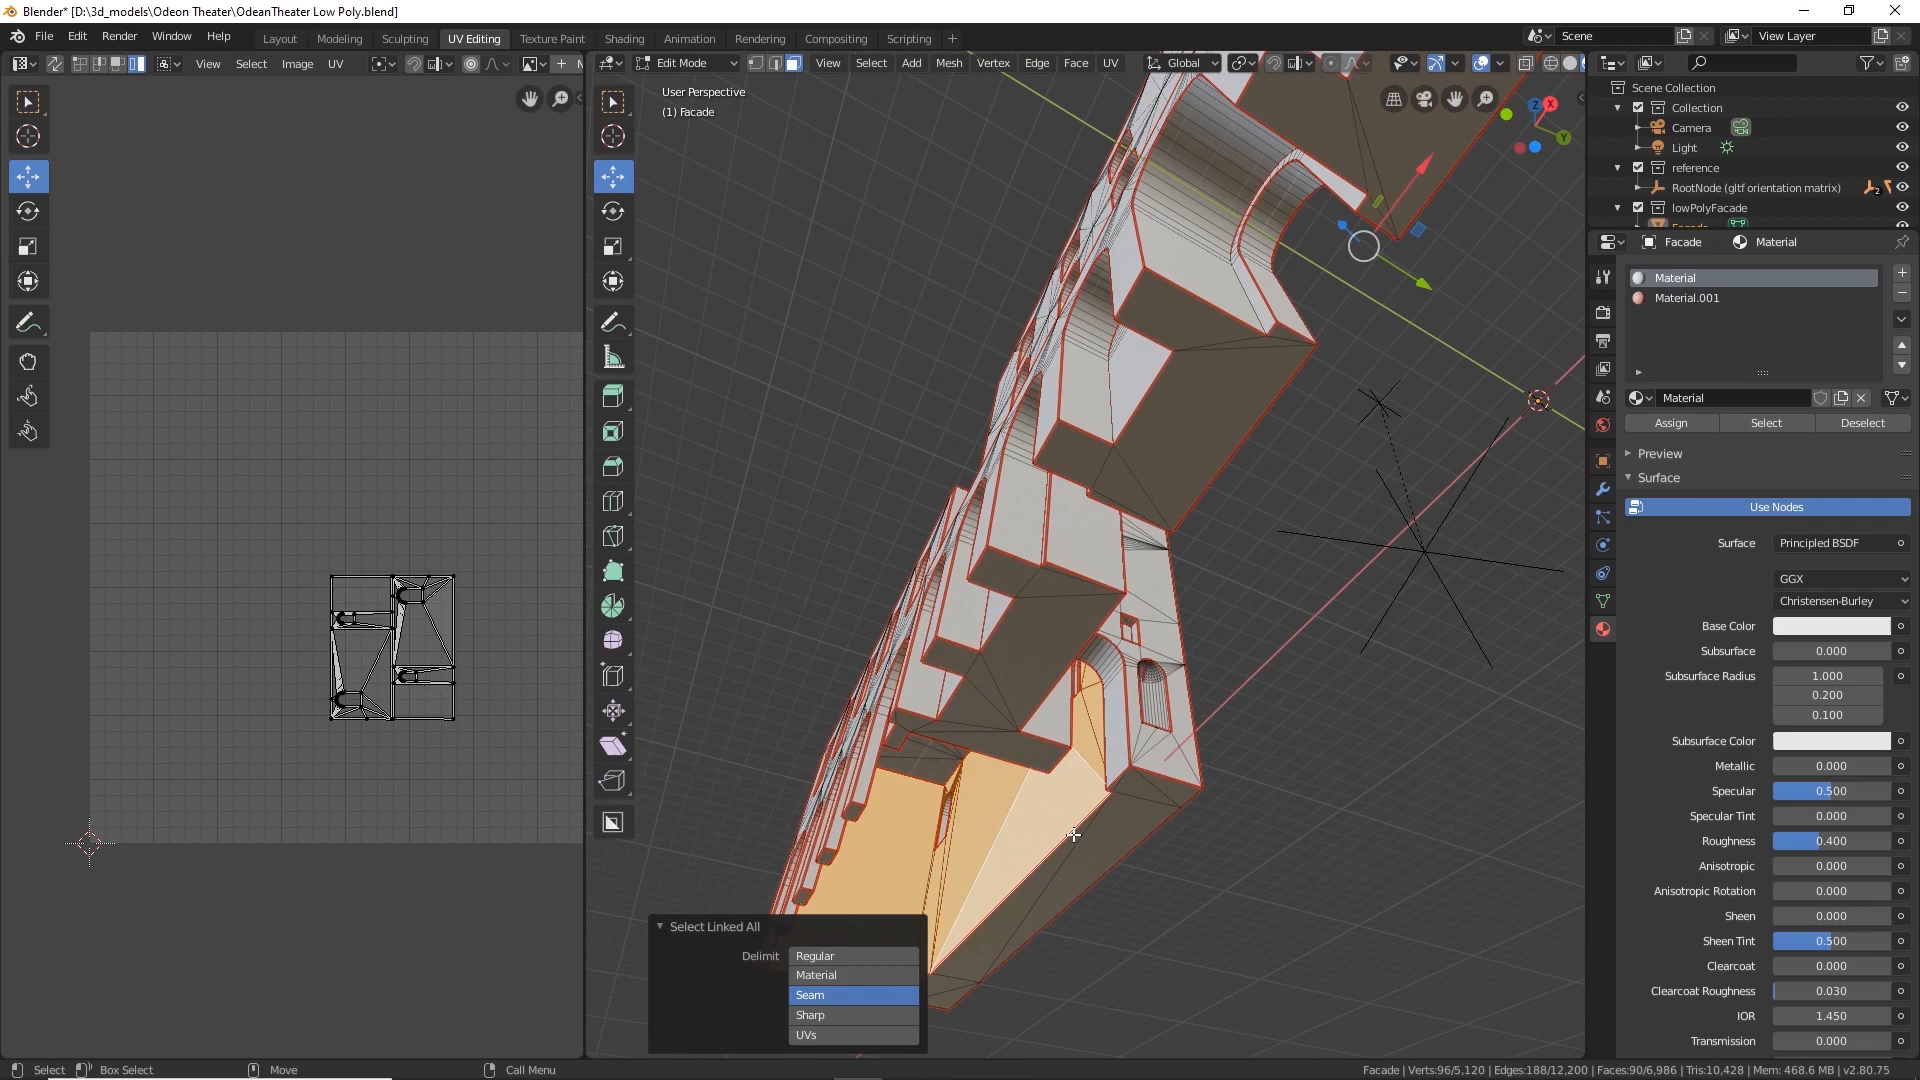 Blender* [D:\3d_models\Odeon Theater\OdeanTheater Low Poly.blend]
File Edit Render Window Help
Layout Modeling Sculpting UV Editing Texture Paint Shading Animation Rendering Compositing Scripting +
Scene
View Layer
View Select Image UV
Edit Mode
View Select Add Mesh Vertex Edge Face UV
Global
User Perspective
(1) Facade
Z
X
Y
Scene Collection
Collection
Camera
Light
reference
RootNode (gltf orientation matrix)
2
lowPolyFacade
Facade Material
Material
Material.001
Material
Assign Select Deselect
Preview
Surface
Use Nodes
Surface Principled BSDF
GGX
Christensen-Burley
Base Color
Subsurface 0.000
Subsurface Radius 1.000
0.200
0.100
Subsurface Color
Metallic 0.000
Specular 0.500
Specular Tint 0.000
Roughness 0.400
Anisotropic 0.000
Anisotropic Rotation 0.000
Sheen 0.000
Sheen Tint 0.500
Clearcoat 0.000
Clearcoat Roughness 0.030
IOR 1.450
Transmission 0.000
Select Linked All
Delimit Regular
Material
Seam
Sharp
UVs
Select Box Select Move Call Menu
Facade | Verts:96/5,120 | Edges:188/12,200 | Faces:90/6,986 | Tris:10,428 | Mem: 468.6 MB | v2.80.75